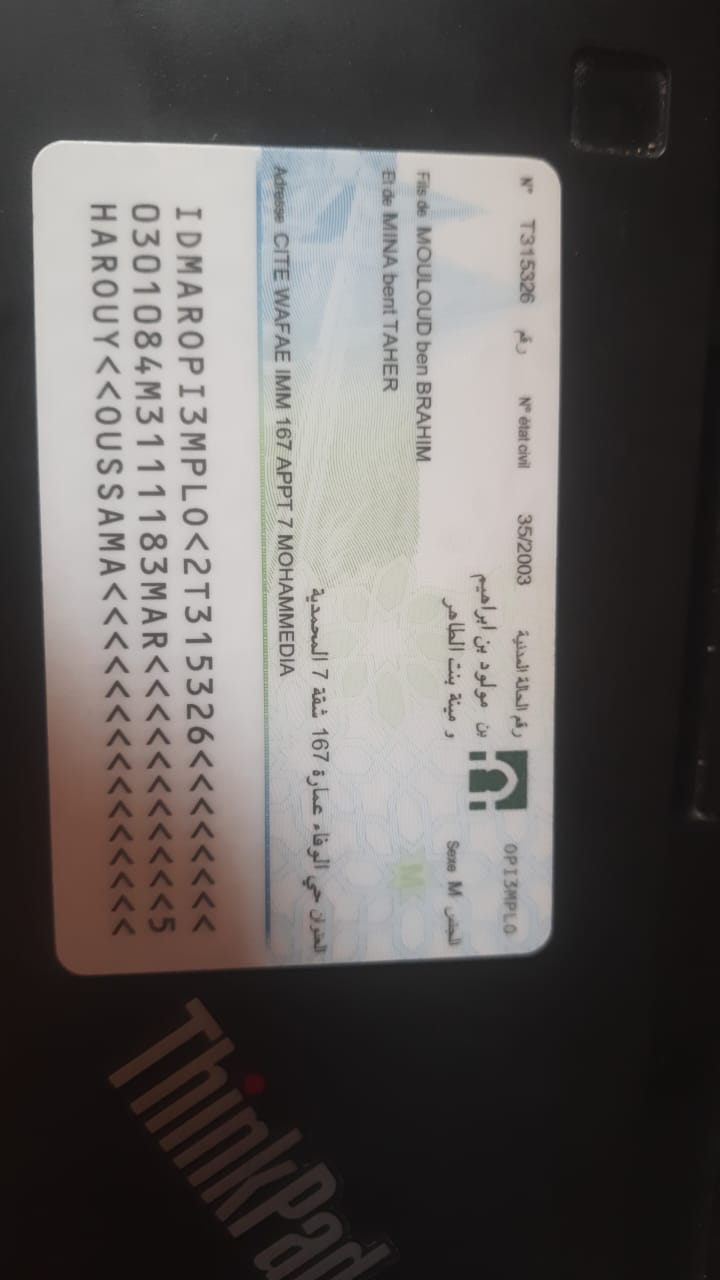 N° T315326 رقم N° état civil 35/2003 رقم الحالة المدنية OPI3MPLO
بن مولود بن ابراهيم
Fils de MOULOUD ben BRAHIM Sexe M الجنس
و مينة بنت الطاهر
Et de MINA bent TAHER M
العنوان حي الوفاء عمارة 167 شقة 7 المحمدية
Adresse CITE WAFAE IMM 167 APPT 7 MOHAMMEDIA
IDMAROPI3MPLO<2T315326<<<<<<<<
0301084M3111183MAR<<<<<<<<<<<5
HAROUY<<OUSSAMA<<<<<<<<<<<<<<<
ThinkPad